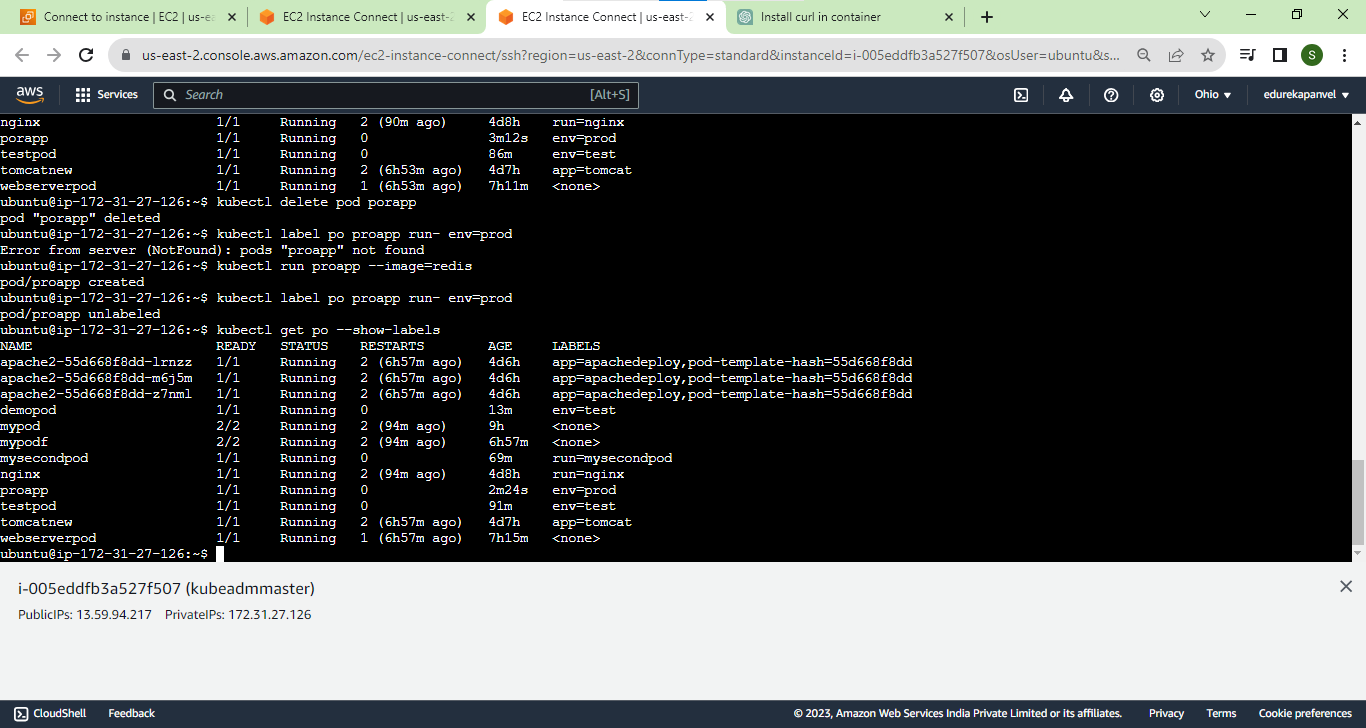 Connect to instance | EC2 | us-ea
EC2 Instance Connect | us-east-2
EC2 Instance Connect | us-east-2
Install curl in container
us-east-2.console.aws.amazon.com/ec2-instance-connect/ssh?region=us-east-2&connType=standard&instanceId=i-005eddfb3a527f507&osUser=ubuntu&s...
S
aws
Services
Search
[Alt+S]
Ohio
edurekapanvel
nginx 1/1 Running 2 (90m ago) 4d8h run=nginx
porapp 1/1 Running 0 3m12s env=prod
testpod 1/1 Running 0 86m env=test
tomcatnew 1/1 Running 2 (6h53m ago) 4d7h app=tomcat
webserverpod 1/1 Running 1 (6h53m ago) 7h11m <none>
ubuntu@ip-172-31-27-126:~$ kubectl delete pod porapp
pod "porapp" deleted
ubuntu@ip-172-31-27-126:~$ kubectl label po proapp run- env=prod
Error from server (NotFound): pods "proapp" not found
ubuntu@ip-172-31-27-126:~$ kubectl run proapp --image=redis
pod/proapp created
ubuntu@ip-172-31-27-126:~$ kubectl label po proapp run- env=prod
pod/proapp unlabeled
ubuntu@ip-172-31-27-126:~$ kubectl get po --show-labels
NAME READY STATUS RESTARTS AGE LABELS
apache2-55d668f8dd-lrnzz 1/1 Running 2 (6h57m ago) 4d6h app=apachedeploy,pod-template-hash=55d668f8dd
apache2-55d668f8dd-m6j5m 1/1 Running 2 (6h57m ago) 4d6h app=apachedeploy,pod-template-hash=55d668f8dd
apache2-55d668f8dd-z7nml 1/1 Running 2 (6h57m ago) 4d6h app=apachedeploy,pod-template-hash=55d668f8dd
demopod 1/1 Running 0 13m env=test
mypod 2/2 Running 2 (94m ago) 9h <none>
mypodf 2/2 Running 2 (94m ago) 6h57m <none>
mysecondpod 1/1 Running 0 69m run=mysecondpod
nginx 1/1 Running 2 (94m ago) 4d8h run=nginx
proapp 1/1 Running 0 2m24s env=prod
testpod 1/1 Running 0 91m env=test
tomcatnew 1/1 Running 2 (6h57m ago) 4d7h app=tomcat
webserverpod 1/1 Running 1 (6h57m ago) 7h15m <none>
ubuntu@ip-172-31-27-126:~$
i-005eddfb3a527f507 (kubeadmmaster)
PublicIPs: 13.59.94.217 PrivateIPs: 172.31.27.126
CloudShell
Feedback
© 2023, Amazon Web Services India Private Limited or its affiliates.
Privacy
Terms
Cookie preferences